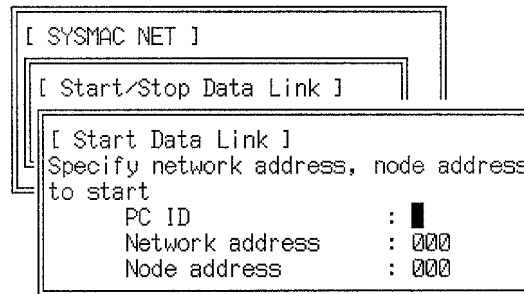 [ SYSMAC NET ]
[ Start/Stop Data Link ]
[ Start Data Link ]
Specify network address, node address
to start
PC ID :
Network address : 000
Node address : 000